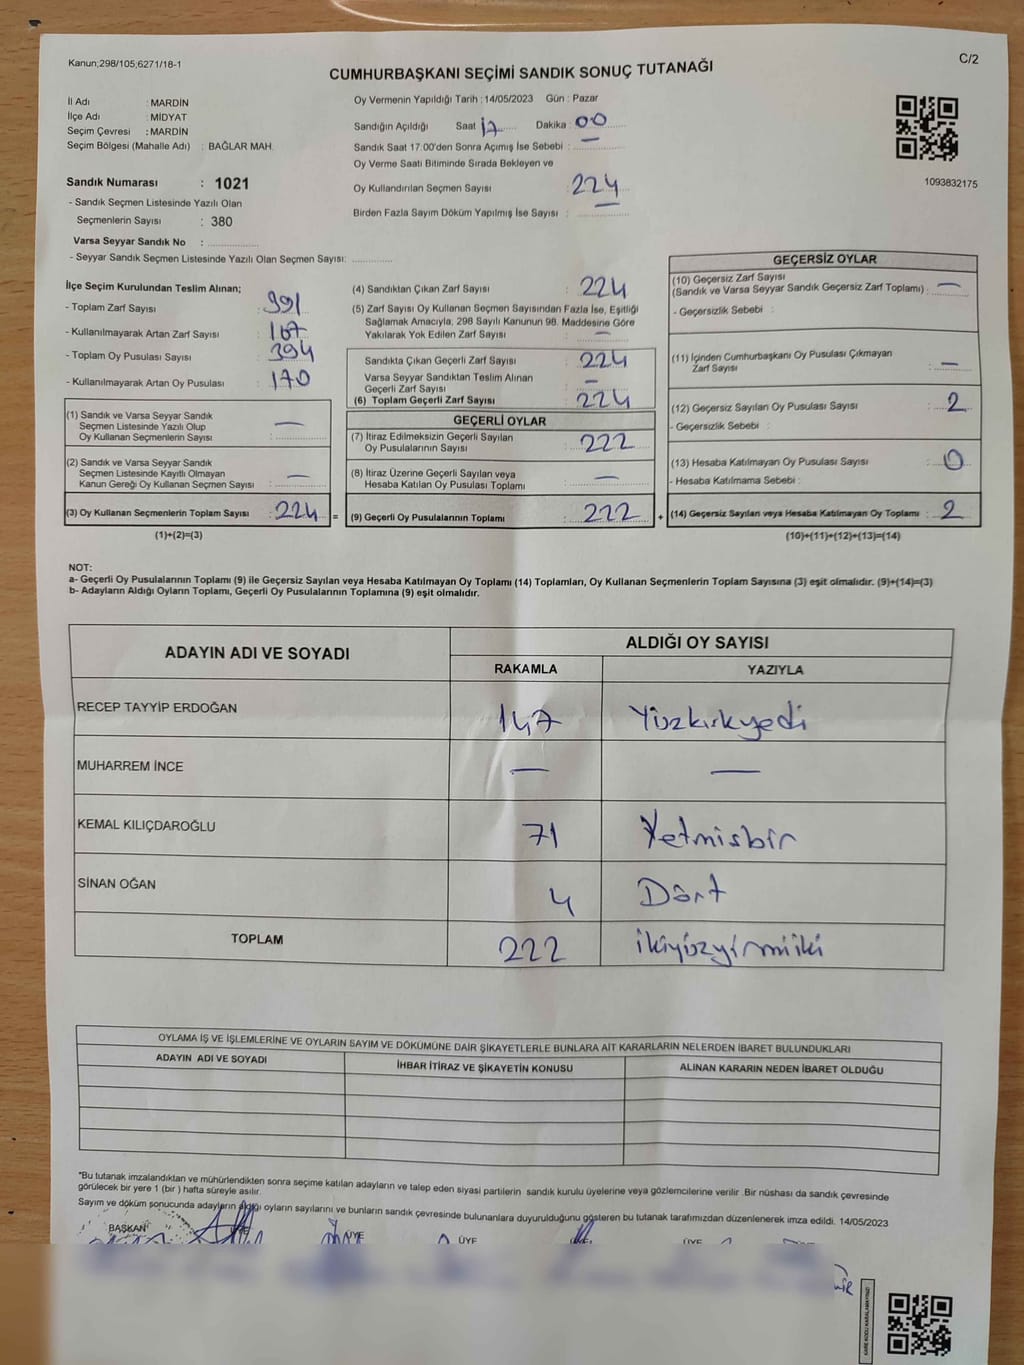 Kanun;298/105;6271/18-1
CUMHURBAŞKANI SEÇİMİ SANDIK SONUÇ TUTANAĞI
C/2
İl Adı : MARDİN
İlçe Adı : MİDYAT
Seçim Çevresi : MARDİN
Seçim Bölgesi (Mahalle Adı) : BAĞLAR MAH.
Oy Vermenin Yapıldığı Tarih : 14/05/2023 Gün : Pazar
Sandığın Açıldığı Saat 17 Dakika : 00
Sandık Saat 17:00'den Sonra Açımış İse Sebebi : —
Oy Verme Saati Bitiminde Sırada Bekleyen ve
Oy Kullandırılan Seçmen Sayısı : 224
Birden Fazla Sayım Döküm Yapılmış İse Sayısı : —
1093832175
Sandık Numarası : 1021
- Sandık Seçmen Listesinde Yazılı Olan
Seçmenlerin Sayısı : 380
Varsa Seyyar Sandık No :
- Seyyar Sandık Seçmen Listesinde Yazılı Olan Seçmen Sayısı:
İlçe Seçim Kurulundan Teslim Alınan;
- Toplam Zarf Sayısı : 391
- Kullanılmayarak Artan Zarf Sayısı : 167
- Toplam Oy Pusulası Sayısı : 394
- Kullanılmayarak Artan Oy Pusulası : 170
(1) Sandık ve Varsa Seyyar Sandık
Seçmen Listesinde Yazılı Olup
Oy Kullanan Seçmenlerin Sayısı : —
(2) Sandık ve Varsa Seyyar Sandık
Seçmen Listesinde Kayıtlı Olmayan
Kanun Gereği Oy Kullanan Seçmen Sayısı : —
(3) Oy Kullanan Seçmenlerin Toplam Sayısı : 224 =
(1)+(2)=(3)
(4) Sandıktan Çıkan Zarf Sayısı : 224
(5) Zarf Sayısı Oy Kullanan Seçmen Sayısından Fazla İse, Eşitliği
Sağlamak Amacıyla; 298 Sayılı Kanunun 98. Maddesine Göre
Yakılarak Yok Edilen Zarf Sayısı : —
Sandıkta Çıkan Geçerli Zarf Sayısı : 224
Varsa Seyyar Sandıktan Teslim Alınan
Geçerli Zarf Sayısı : —
(6) Toplam Geçerli Zarf Sayısı : 224
GEÇERLİ OYLAR
(7) İtiraz Edilmeksizin Geçerli Sayılan
Oy Pusulalarının Sayısı : 222
(8) İtiraz Üzerine Geçerli Sayılan veya
Hesaba Katılan Oy Pusulası Toplamı : —
(9) Geçerli Oy Pusulalarının Toplamı : 222 +
GEÇERSİZ OYLAR
(10) Geçersiz Zarf Sayısı
(Sandık ve Varsa Seyyar Sandık Geçersiz Zarf Toplamı) : —
- Geçersizlik Sebebi :
(11) İçinden Cumhurbaşkanı Oy Pusulası Çıkmayan
Zarf Sayısı : —
(12) Geçersiz Sayılan Oy Pusulası Sayısı : 2
- Geçersizlik Sebebi :
(13) Hesaba Katılmayan Oy Pusulası Sayısı : 0
- Hesaba Katılmama Sebebi :
(14) Geçersiz Sayılan veya Hesaba Katılmayan Oy Toplamı : 2
(10)+(11)+(12)+(13)=(14)
NOT:
a- Geçerli Oy Pusulalarının Toplamı (9) ile Geçersiz Sayılan veya Hesaba Katılmayan Oy Toplamı (14) Toplamları, Oy Kullanan Seçmenlerin Toplam Sayısına (3) eşit olmalıdır. (9)+(14)=(3)
b- Adayların Aldığı Oyların Toplamı, Geçerli Oy Pusulalarının Toplamına (9) eşit olmalıdır.
ADAYIN ADI VE SOYADI ALDIĞI OY SAYISI
RAKAMLA YAZIYLA
RECEP TAYYİP ERDOĞAN 147 Yüzkırkyedi
MUHARREM İNCE — —
KEMAL KILIÇDAROĞLU 71 Yetmisbir
SİNAN OĞAN 4 Dört
TOPLAM 222 ikiyüzyirmiiki
OYLAMA İŞ VE İŞLEMLERİNE VE OYLARIN SAYIM VE DÖKÜMÜNE DAİR ŞİKAYETLERLE BUNLARA AİT KARARLARIN NELERDEN İBARET BULUNDUKLARI
ADAYIN ADI VE SOYADI İHBAR İTİRAZ VE ŞİKAYETİN KONUSU ALINAN KARARIN NEDEN İBARET OLDUĞU
*Bu tutanak imzalandıktan ve mühürlendikten sonra seçime katılan adayların ve talep eden siyasi partilerin sandık kurulu üyelerine veya gözlemcilerine verilir .Bir nüshası da sandık çevresinde
görülecek bir yere 1 (bir ) hafta süreyle asılır.
Sayım ve döküm sonucunda adayların aldığı oyların sayılarını ve bunların sandık çevresinde bulunanlara duyurulduğunu gösteren bu tutanak tarafımızdan düzenlenerek imza edildi. 14/05/2023
BAŞKAN ÜYE ÜYE ÜYE ÜYE